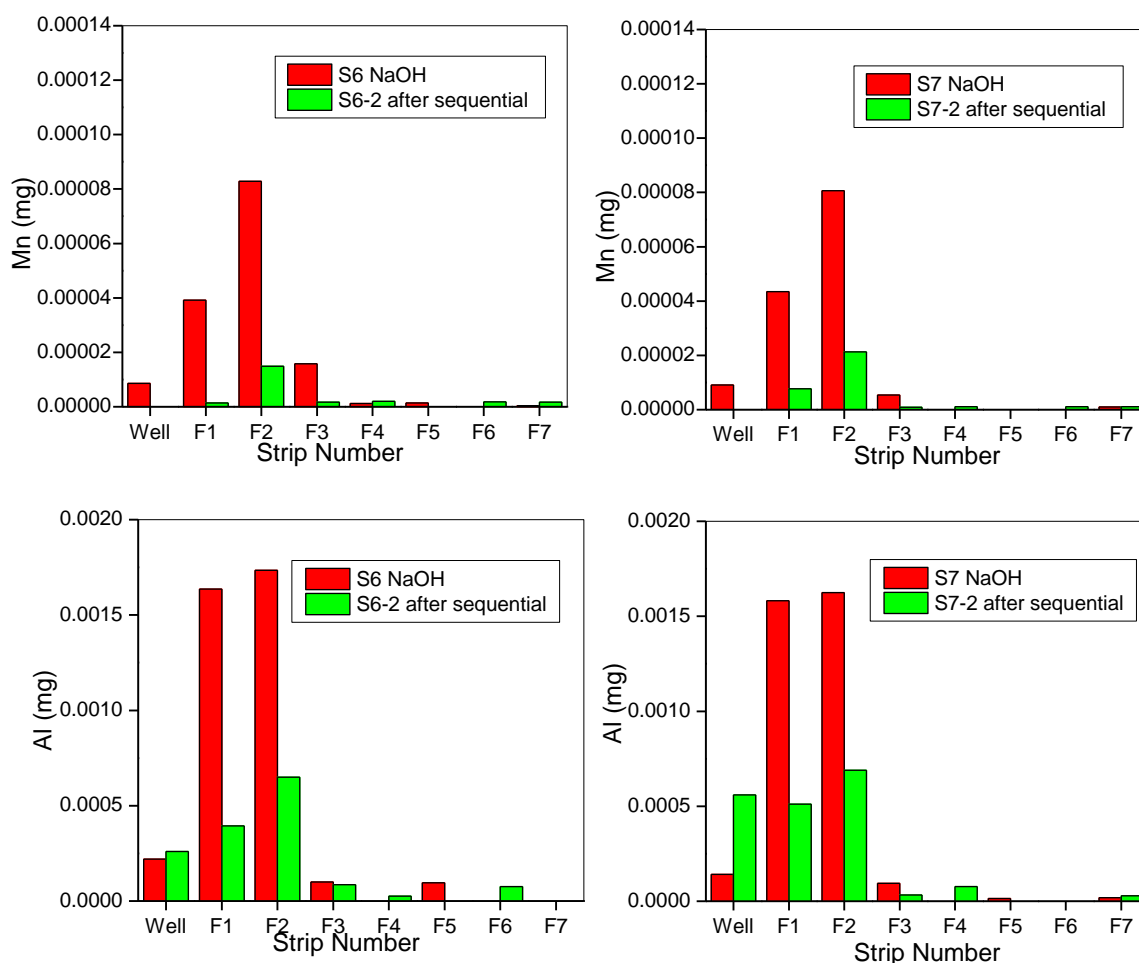 0.00014
0.00012
0.00010
0.00008
0.00006
0.00004
0.00002
0.00000
Mn (mg)
S6 NaOH
S6-2 after sequential
Well F1 F2 F3 F4 F5 F6 F7
Strip Number
0.00014
0.00012
0.00010
0.00008
0.00006
0.00004
0.00002
0.00000
Mn (mg)
S7 NaOH
S7-2 after sequential
Well F1 F2 F3 F4 F5 F6 F7
Strip Number
0.0020
0.0015
0.0010
0.0005
0.0000
Al (mg)
S6 NaOH
S6-2 after sequential
Well F1 F2 F3 F4 F5 F6 F7
Strip Number
0.0020
0.0015
0.0010
0.0005
0.0000
Al (mg)
S7 NaOH
S7-2 after sequential
Well F1 F2 F3 F4 F5 F6 F7
Strip Number